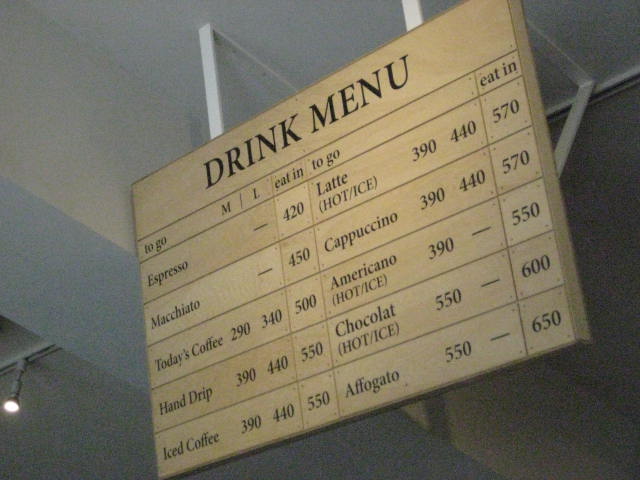 DRINK MENU
to go M | L eat in
Espresso — 420
Macchiato — 450
Today's Coffee 290 340 500
Hand Drip 390 440 550
Iced Coffee 390 440 550
to go eat in
Latte 390 440 570
(HOT/ICE)
Cappuccino 390 440 570
Americano 390 — 550
(HOT/ICE)
Chocolat 550 — 600
(HOT/ICE)
Affogato 550 — 650